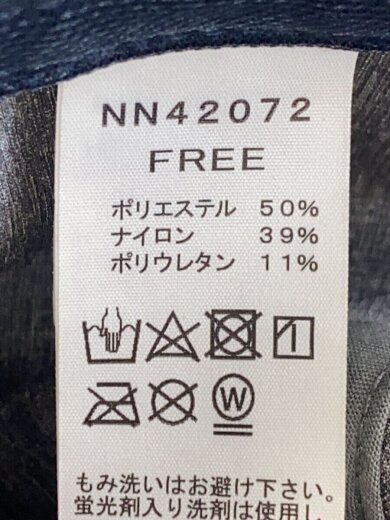 NN42072
FREE
ポリエステル 50%
ナイロン 39%
ポリウレタン 11%
W
もみ洗いはお避け下さい。
蛍光剤入り洗剤は使用し